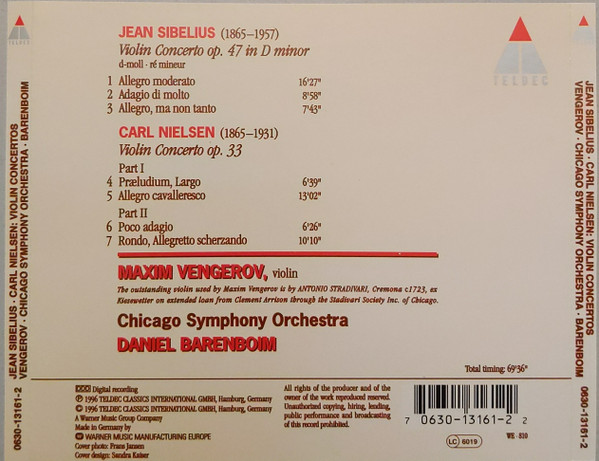 JEAN SIBELIUS (1865–1957)
Violin Concerto op. 47 in D minor
d-moll · ré mineur
1 Allegro moderato 16'27"
2 Adagio di molto 8'58"
3 Allegro, ma non tanto 7'43"
CARL NIELSEN (1865–1931)
Violin Concerto op. 33
Part I
4 Præludium, Largo 6'39"
5 Allegro cavalleresco 13'02"
Part II
6 Poco adagio 6'26"
7 Rondo, Allegretto scherzando 10'10"
MAXIM VENGEROV, violin
The outstanding violin used by Maxim Vengerov is by ANTONIO STRADIVARI, Cremona c1723, ex
Kiesewetter on extended loan from Clement Arrison through the Stadivari Society Inc. of Chicago.
Chicago Symphony Orchestra
DANIEL BARENBOIM
Total timing: 69'36"
DDD Digital recording
℗ 1996 TELDEC CLASSICS INTERNATIONAL GMBH, Hamburg, Germany
© 1996 TELDEC CLASSICS INTERNATIONAL GMBH, Hamburg, Germany
A Warner Music Group Company
Made in Germany by
WARNER MUSIC MANUFACTURING EUROPE
Cover photo: Frans Jansen
Cover design: Sandra Kaiser
All rights of the producer and of the
owner of the work reproduced reserved.
Unauthorized copying, hiring, lending,
public performance and broadcasting
of this record prohibited.
7 0630-13161-2 2
LC 6019
WE · 810
TELDEC
TELDEC
JEAN SIBELIUS · CARL NIELSEN: VIOLIN CONCERTOS
VENGEROV · CHICAGO SYMPHONY ORCHESTRA · BARENBOIM
0630-13161-2
JEAN SIBELIUS · CARL NIELSEN: VIOLIN CONCERTOS
VENGEROV · CHICAGO SYMPHONY ORCHESTRA · BARENBOIM
0630-13161-2